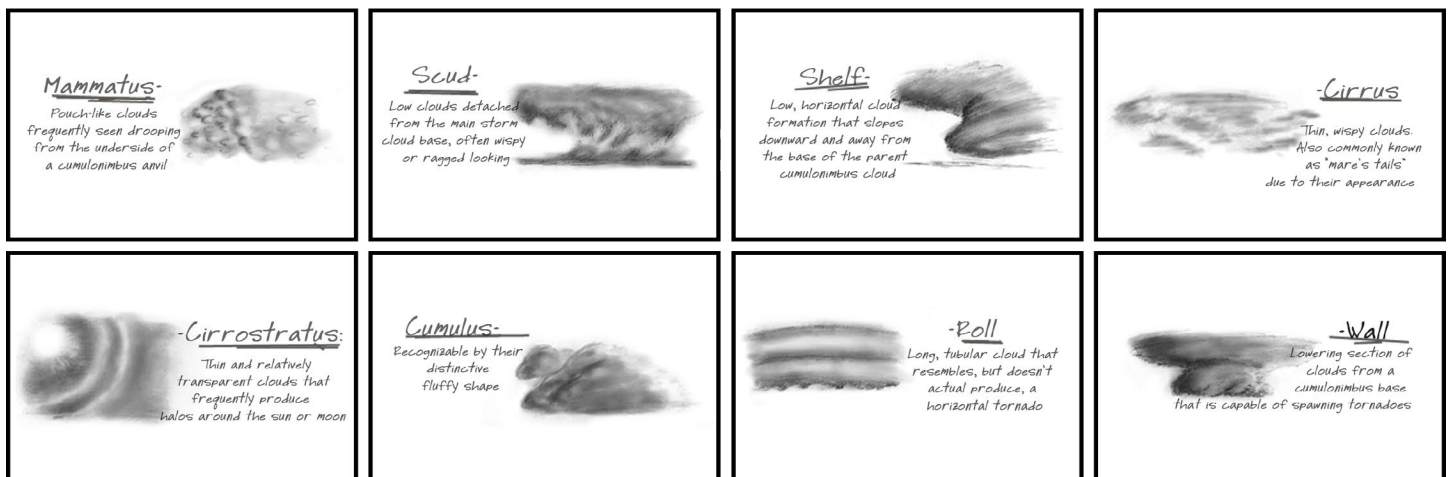 Mammatus-
Pouch-like clouds
frequently seen drooping
from the underside of
a cumulonimbus anvil
Scud-
Low clouds detached
from the main storm
cloud base, often wispy
or ragged looking
Shelf-
Low, horizontal cloud
formation that slopes
downward and away from
the base of the parent
cumulonimbus cloud
-Cirrus
Thin, wispy clouds.
Also commonly known
as "mare's tails"
due to their appearance
-Cirrostratus:
Thin and relatively
transparent clouds that
frequently produce
halos around the sun or moon
Cumulus-
Recognizable by their
distinctive
fluffy shape
-Roll
Long, tubular cloud that
resembles, but doesn't
actual produce, a
horizontal tornado
-Wall
Lowering section of
clouds from a
cumulonimbus base
that is capable of spawning tornadoes